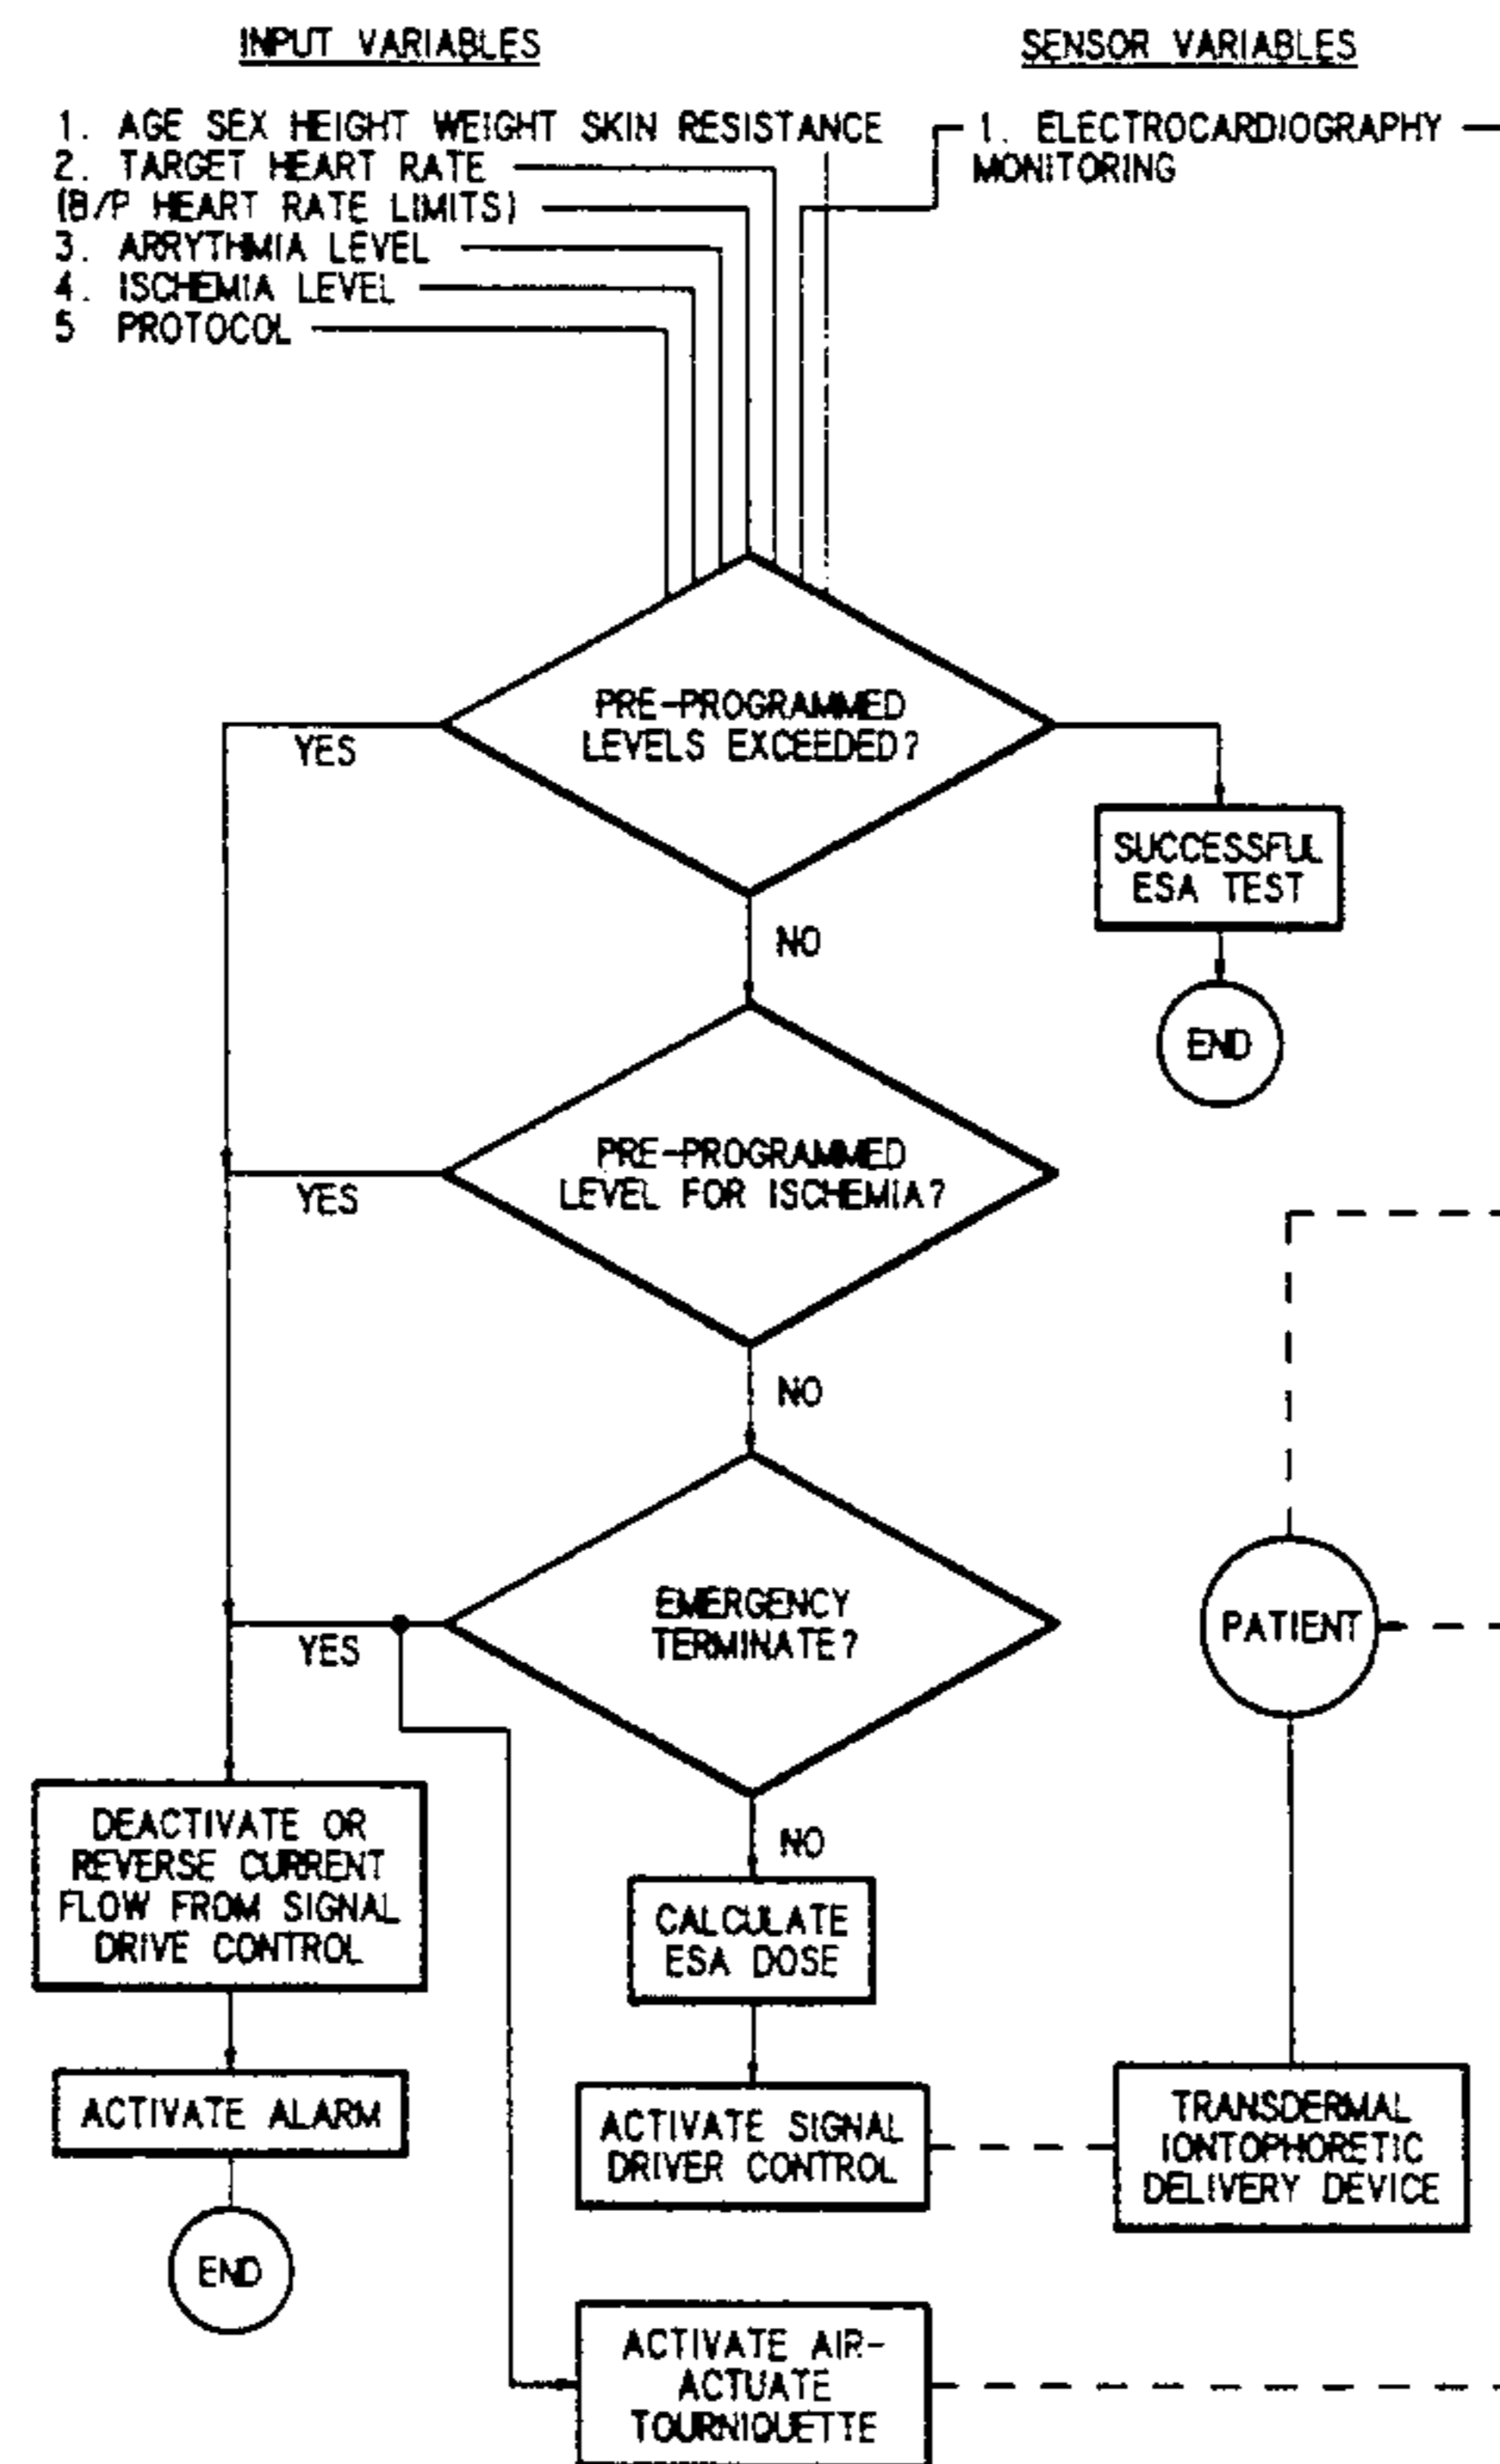 INPUT VARIABLES
SENSOR VARIABLES
1. AGE SEX HEIGHT WEIGHT SKIN RESISTANCE
2. TARGET HEART RATE
(B/P HEART RATE LIMITS)
3. ARRYTHMIA LEVEL
4. ISCHEMIA LEVEL
5 PROTOCOL
1. ELECTROCARDIOGRAPHY
MONITORING
PRE-PROGRAMMED
LEVELS EXCEEDED?
YES
SUCCESSFUL
ESA TEST
NO
END
PRE-PROGRAMMED
LEVEL FOR ISCHEMIA?
YES
NO
EMERGENCY
TERMINATE?
YES
PATIENT
NO
DEACTIVATE OR
REVERSE CURRENT
FLOW FROM SIGNAL
DRIVE CONTROL
CALCULATE
ESA DOSE
ACTIVATE ALARM
ACTIVATE SIGNAL
DRIVER CONTROL
TRANSDERMAL
IONTOPHORETIC
DELIVERY DEVICE
END
ACTIVATE AIR-
ACTUATE
TOURNIQUETTE